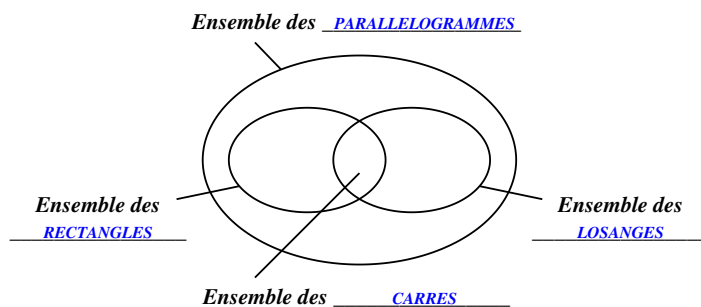 Ensemble des PARALLELOGRAMMES
Ensemble des
RECTANGLES
Ensemble des
LOSANGES
Ensemble des CARRES